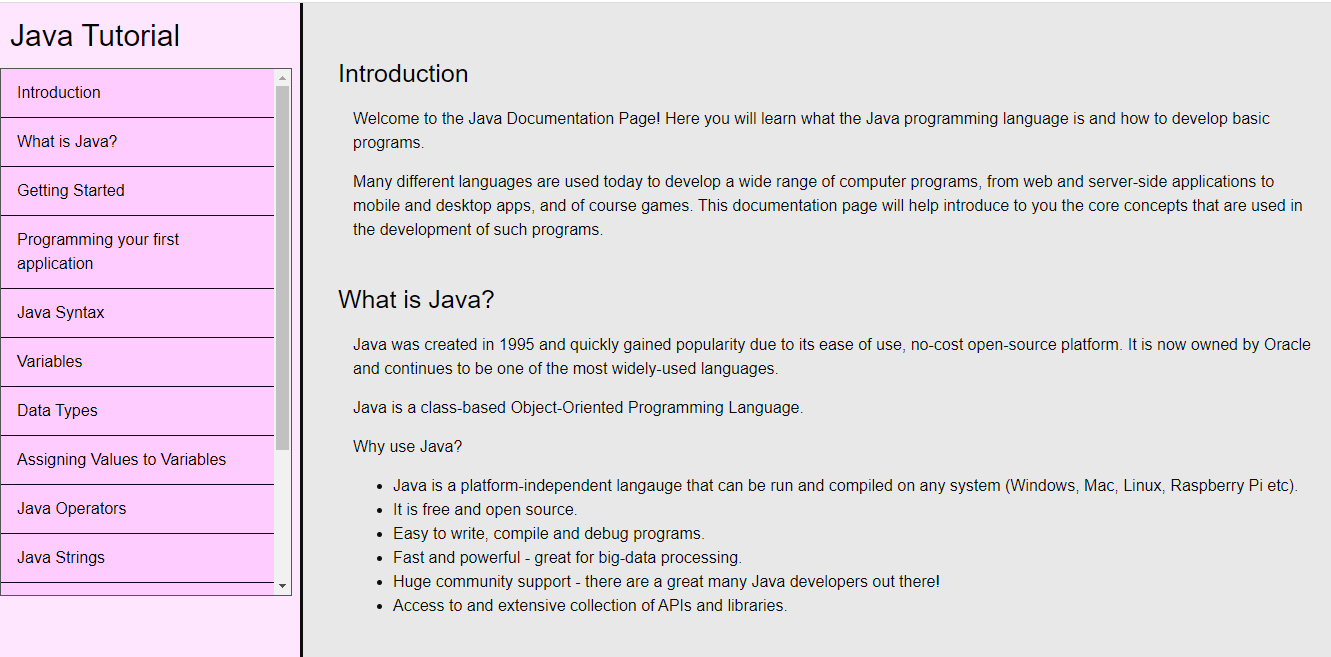 Java Tutorial
Introduction
What is Java?
Getting Started
Programming your first
application
Java Syntax
Variables
Data Types
Assigning Values to Variables
Java Operators
Java Strings
Introduction
Welcome to the Java Documentation Page! Here you will learn what the Java programming language is and how to develop basic
programs.
Many different languages are used today to develop a wide range of computer programs, from web and server-side applications to
mobile and desktop apps, and of course games. This documentation page will help introduce to you the core concepts that are used in
the development of such programs.
What is Java?
Java was created in 1995 and quickly gained popularity due to its ease of use, no-cost open-source platform. It is now owned by Oracle
and continues to be one of the most widely-used languages.
Java is a class-based Object-Oriented Programming Language.
Why use Java?
• Java is a platform-independent langauge that can be run and compiled on any system (Windows, Mac, Linux, Raspberry Pi etc).
• It is free and open source.
• Easy to write, compile and debug programs.
• Fast and powerful - great for big-data processing.
• Huge community support - there are a great many Java developers out there!
• Access to and extensive collection of APIs and libraries.